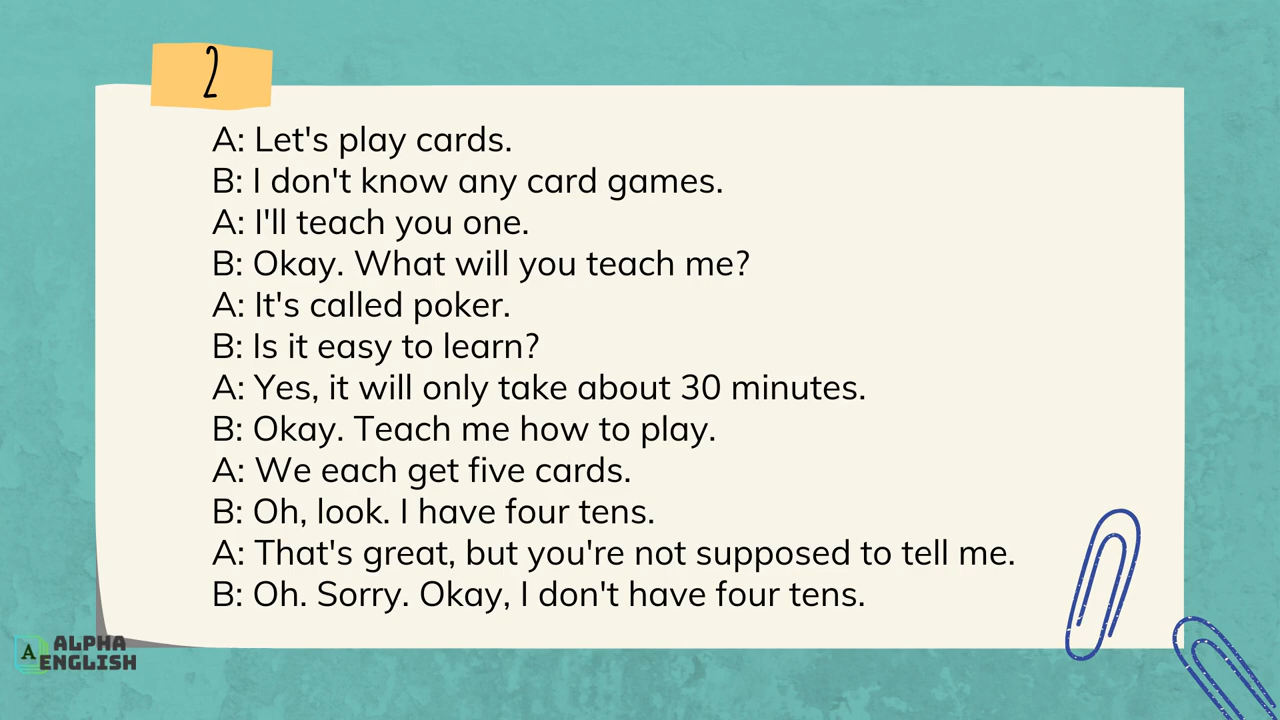 2
A: Let's play cards.
B: I don't know any card games.
A: I'll teach you one.
B: Okay. What will you teach me?
A: It's called poker.
B: Is it easy to learn?
A: Yes, it will only take about 30 minutes.
B: Okay. Teach me how to play.
A: We each get five cards.
B: Oh, look. I have four tens.
A: That's great, but you're not supposed to tell me.
B: Oh. Sorry. Okay, I don't have four tens.
A
ALPHA
ENGLISH